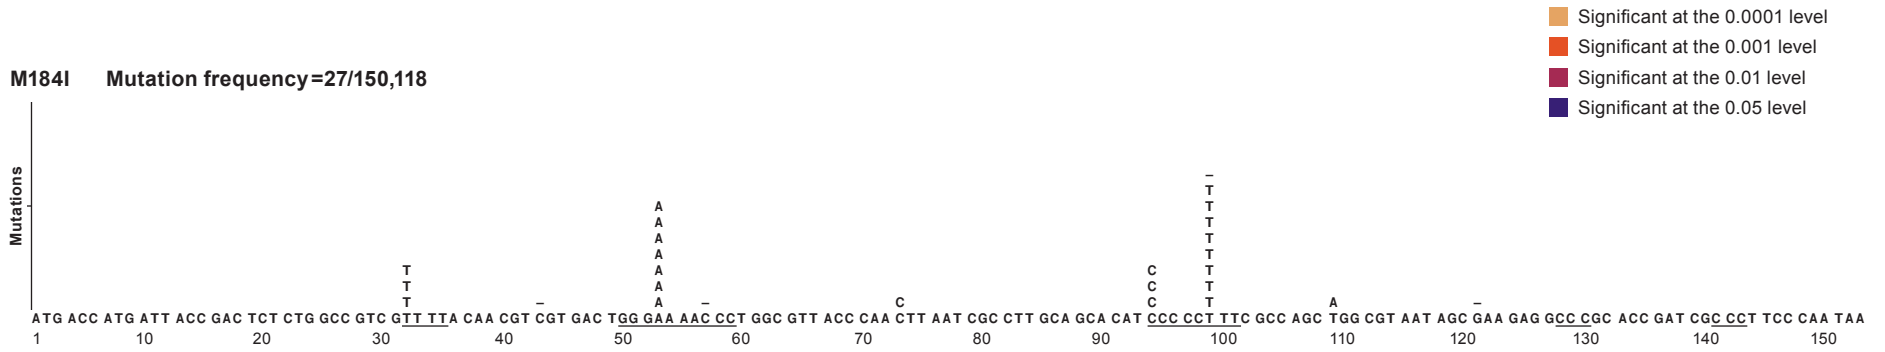 Significant at the 0.0001 level
Significant at the 0.001 level
Significant at the 0.01 level
Significant at the 0.05 level
M184I Mutation frequency=27/150,118
Mutations
–
T
A T
A T
A T
A T
T A C T
T A C T
T – A – C C T A –
ATG ACC ATG ATT ACC GAC TCT CTG GCC GTC GTT TTA CAA CGT CGT GAC TGG GAA AAC CCT GGC GTT ACC CAA CTT AAT CGC CTT GCA GCA CAT CCC CCT TTC GCC AGC TGG CGT AAT AGC GAA GAG GCC CGC ACC GAT CGC CCT TCC CAA TAA
1 10 20 30 40 50 60 70 80 90 100 110 120 130 140 150